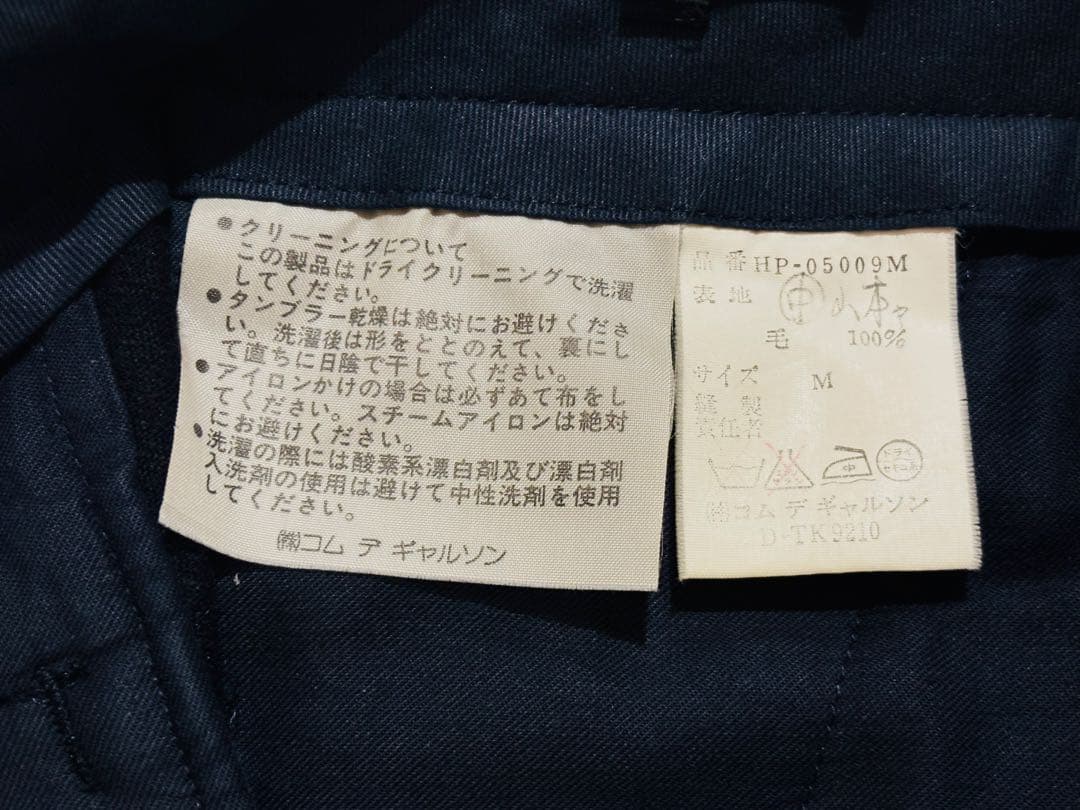 ●クリーニングについて
この製品はドライクリーニングで洗濯
してください。
●タンブラー乾燥は絶対にお避けくださ
い。洗濯後は形をととのえて、裏にし
て直ちに日陰で干してください。
●アイロンかけの場合は必ずあて布をし
てください。スチームアイロンは絶対
にお避けください。
●洗濯の際には酸素系漂白剤及び漂白剤
入洗剤の使用は避けて中性洗剤を使用
してください。
㈱コム デ ギャルソン
品番 HP-05009M
表地
毛 100%
サイズ M
縫製
責任者
中
ドライ
㈱コム デ ギャルソン
D-TK9210